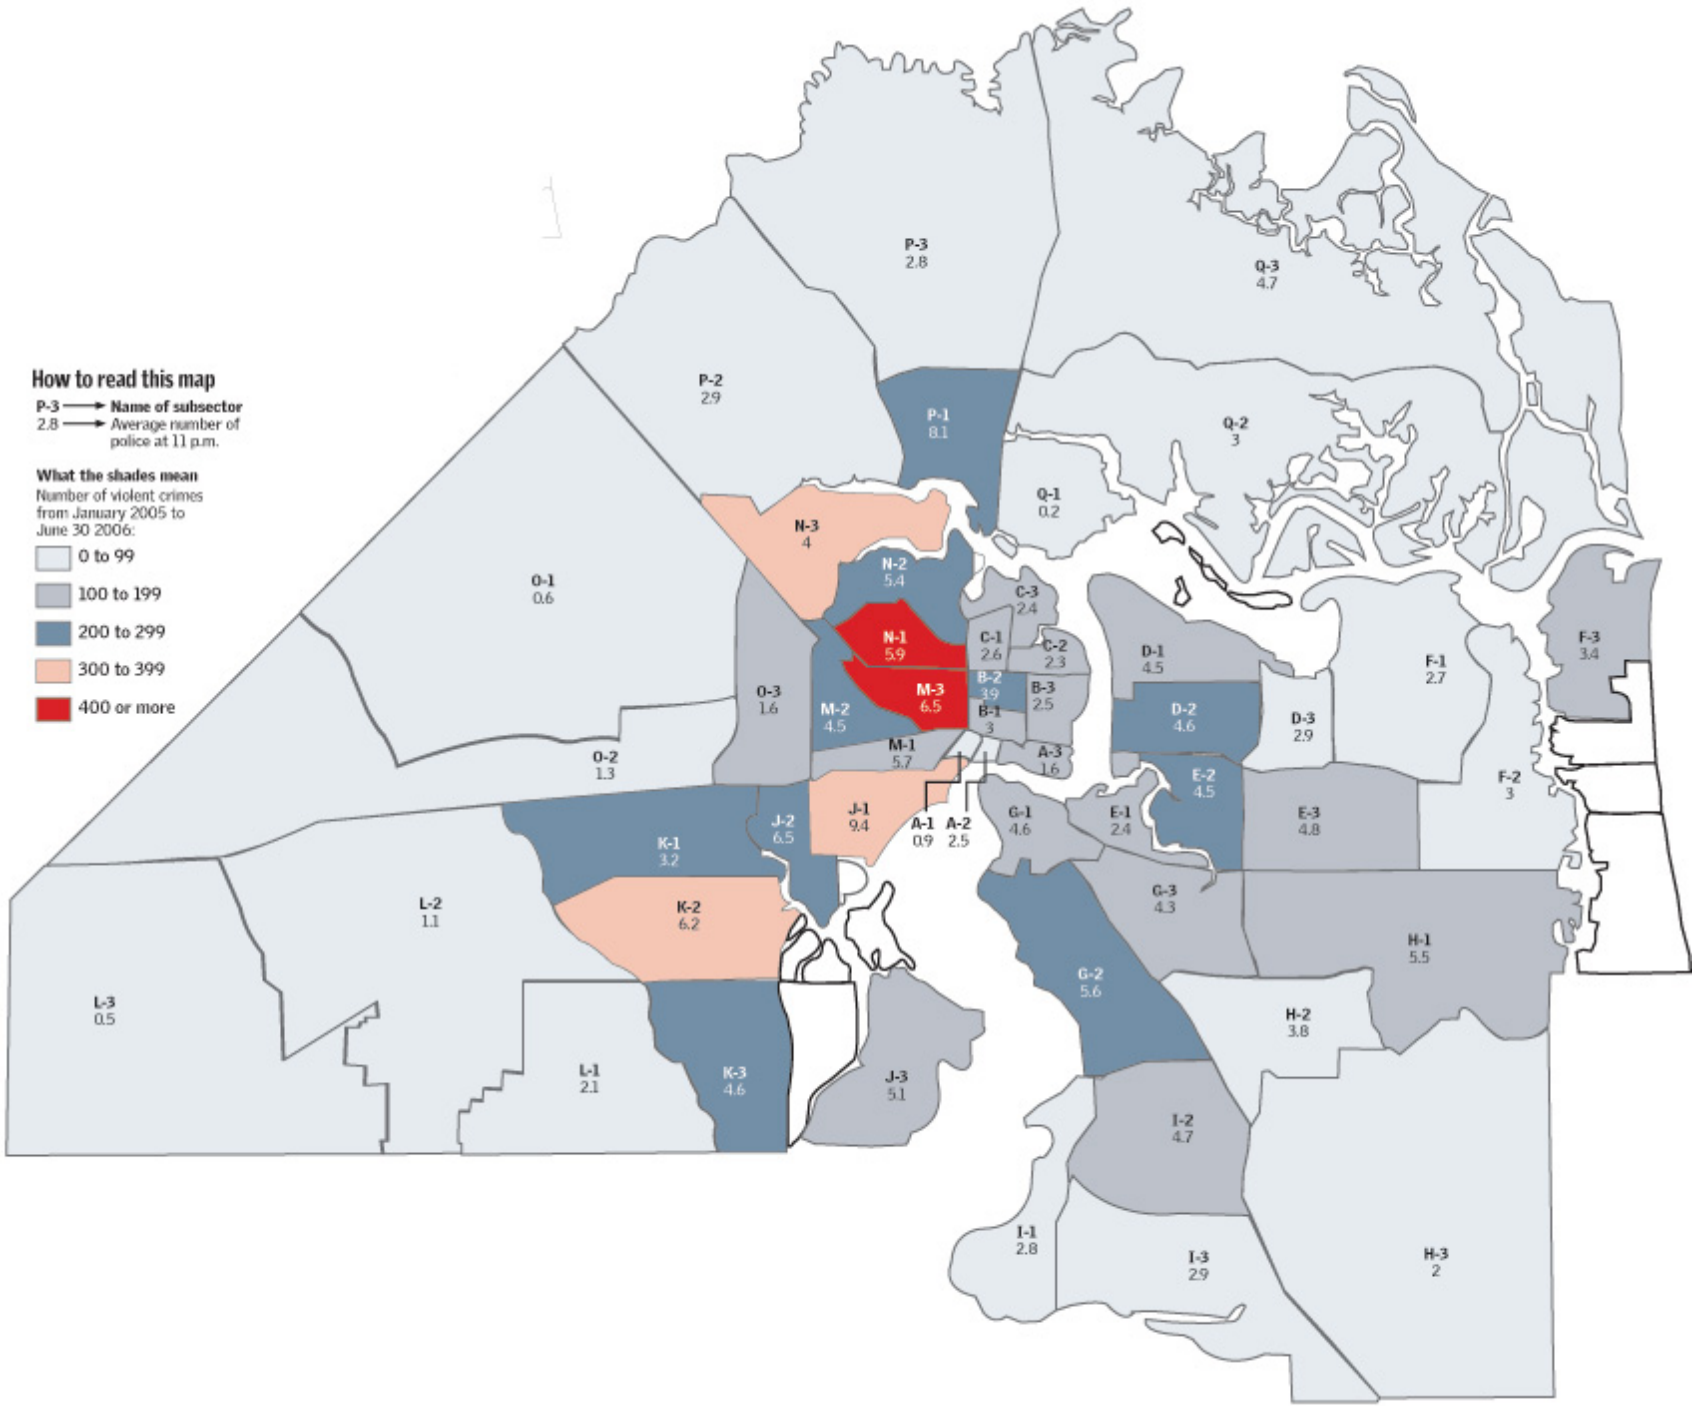 How to read this map
P-3 Name of subsector
2.8 Average number of
police at 11 p.m.
What the shades mean
Number of violent crimes
from January 2005 to
June 30 2006:
0 to 99
100 to 199
200 to 299
300 to 399
400 or more
P-3
2.8
Q-3
4.7
P-2
2.9
P-1
8.1
Q-2
3
Q-1
0.2
N-3
4
N-2
5.4
O-1
0.6
C-3
2.4
N-1
5.9
C-1
2.6
C-2
2.3
D-1
4.5
F-1
2.7
F-3
3.4
O-3
1.6
M-2
4.5
M-3
6.5
B-2
3.9
B-3
2.5
B-1
3
D-2
4.6
D-3
2.9
M-1
5.7
A-3
1.6
O-2
1.3
E-2
4.5
F-2
3
J-1
9.4
J-2
6.5
A-1
0.9
A-2
2.5
G-1
4.6
E-1
2.4
E-3
4.8
K-1
3.2
L-2
1.1
K-2
6.2
G-3
4.3
H-1
5.5
G-2
5.6
L-3
0.5
H-2
3.8
L-1
2.1
K-3
4.6
J-3
5.1
I-2
4.7
I-1
2.8
I-3
2.9
H-3
2